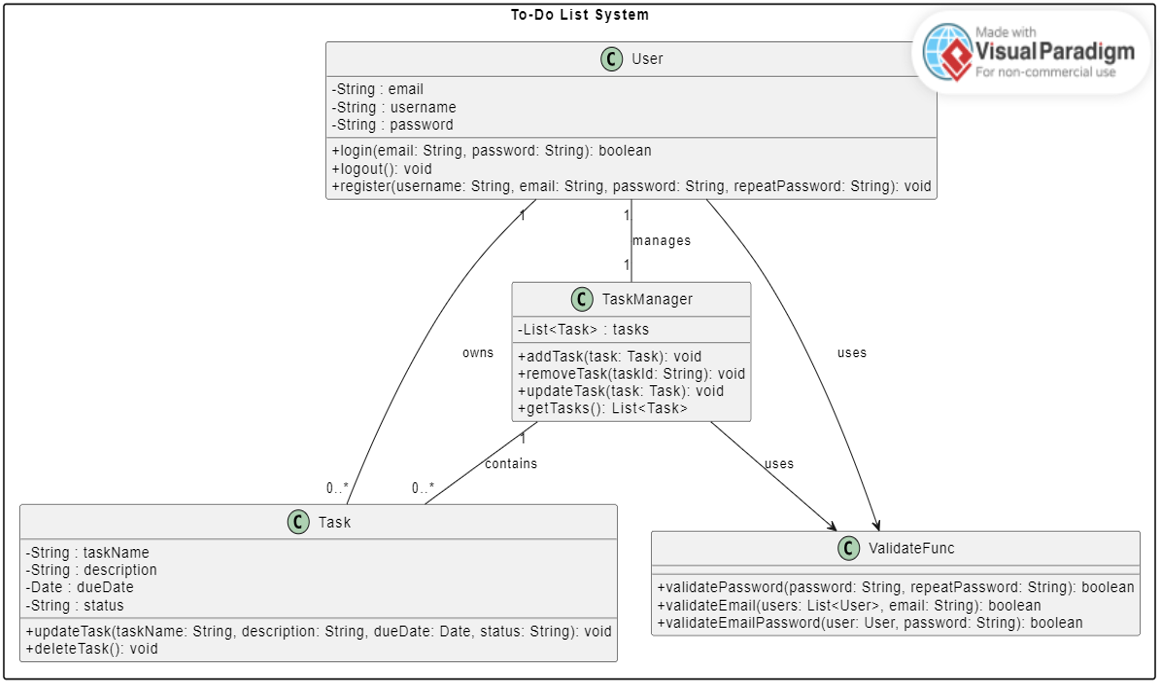 To-Do List System
Made with
VisualParadigm
For non-commercial use
C User
-String : email
-String : username
-String : password
+login(email: String, password: String): boolean
+logout(): void
+register(username: String, email: String, password: String, repeatPassword: String): void
1
1
manages
1
C TaskManager
-List<Task> : tasks
+addTask(task: Task): void
+removeTask(taskId: String): void
+updateTask(task: Task): void
+getTasks(): List<Task>
owns
uses
1
contains
uses
0..*
0..*
C Task
-String : taskName
-String : description
-Date : dueDate
-String : status
+updateTask(taskName: String, description: String, dueDate: Date, status: String): void
+deleteTask(): void
C ValidateFunc
+validatePassword(password: String, repeatPassword: String): boolean
+validateEmail(users: List<User>, email: String): boolean
+validateEmailPassword(user: User, password: String): boolean